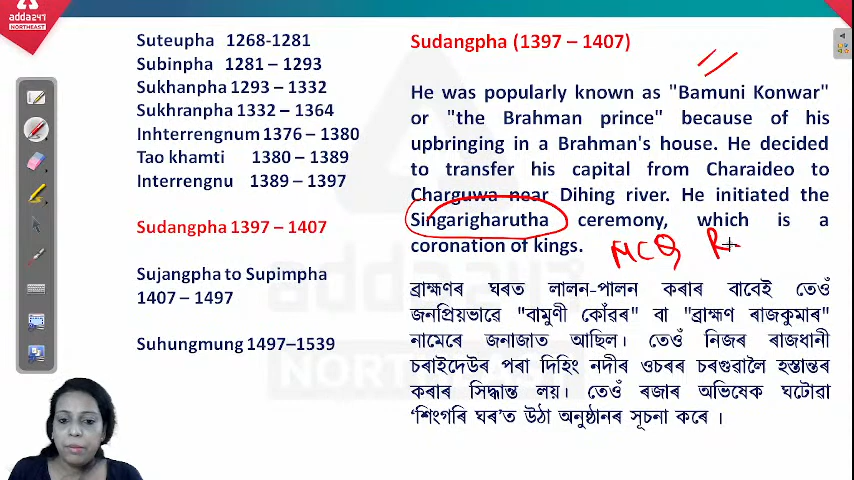 adda247
NORTHEAST
Suteupha 1268-1281
Subinpha 1281 – 1293
Sukhanpha 1293 – 1332
Sukhranpha 1332 – 1364
Inhterrengnum 1376 – 1380
Tao khamti 1380 – 1389
Interrengnu 1389 – 1397
Sudangpha 1397 – 1407
Sujangpha to Supimpha
1407 – 1497
Suhungmung 1497–1539
Sudangpha (1397 – 1407)
He was popularly known as "Bamuni Konwar"
or "the Brahman prince" because of his
upbringing in a Brahman's house. He decided
to transfer his capital from Charaideo to
Charguwa near Dihing river. He initiated the
Singarigharutha ceremony, which is a
coronation of kings.
MCQ R
ব্ৰাহ্মণৰ ঘৰত লালন-পালন কৰাৰ বাবেই তেওঁ
জনপ্ৰিয়ভাৱে "বামুণী কোঁৱৰ" বা "ব্ৰাহ্মণ ৰাজকুমাৰ"
নামেৰে জনাজাত আছিল। তেওঁ নিজৰ ৰাজধানী
চৰাইদেউৰ পৰা দিহিং নদীৰ ওচৰৰ চৰগুৱালৈ হস্তান্তৰ
কৰাৰ সিদ্ধান্ত লয়। তেওঁ ৰজাৰ অভিষেক ঘটোৱা
‘শিংগৰি ঘৰ’ত উঠা অনুষ্ঠানৰ সূচনা কৰে ।